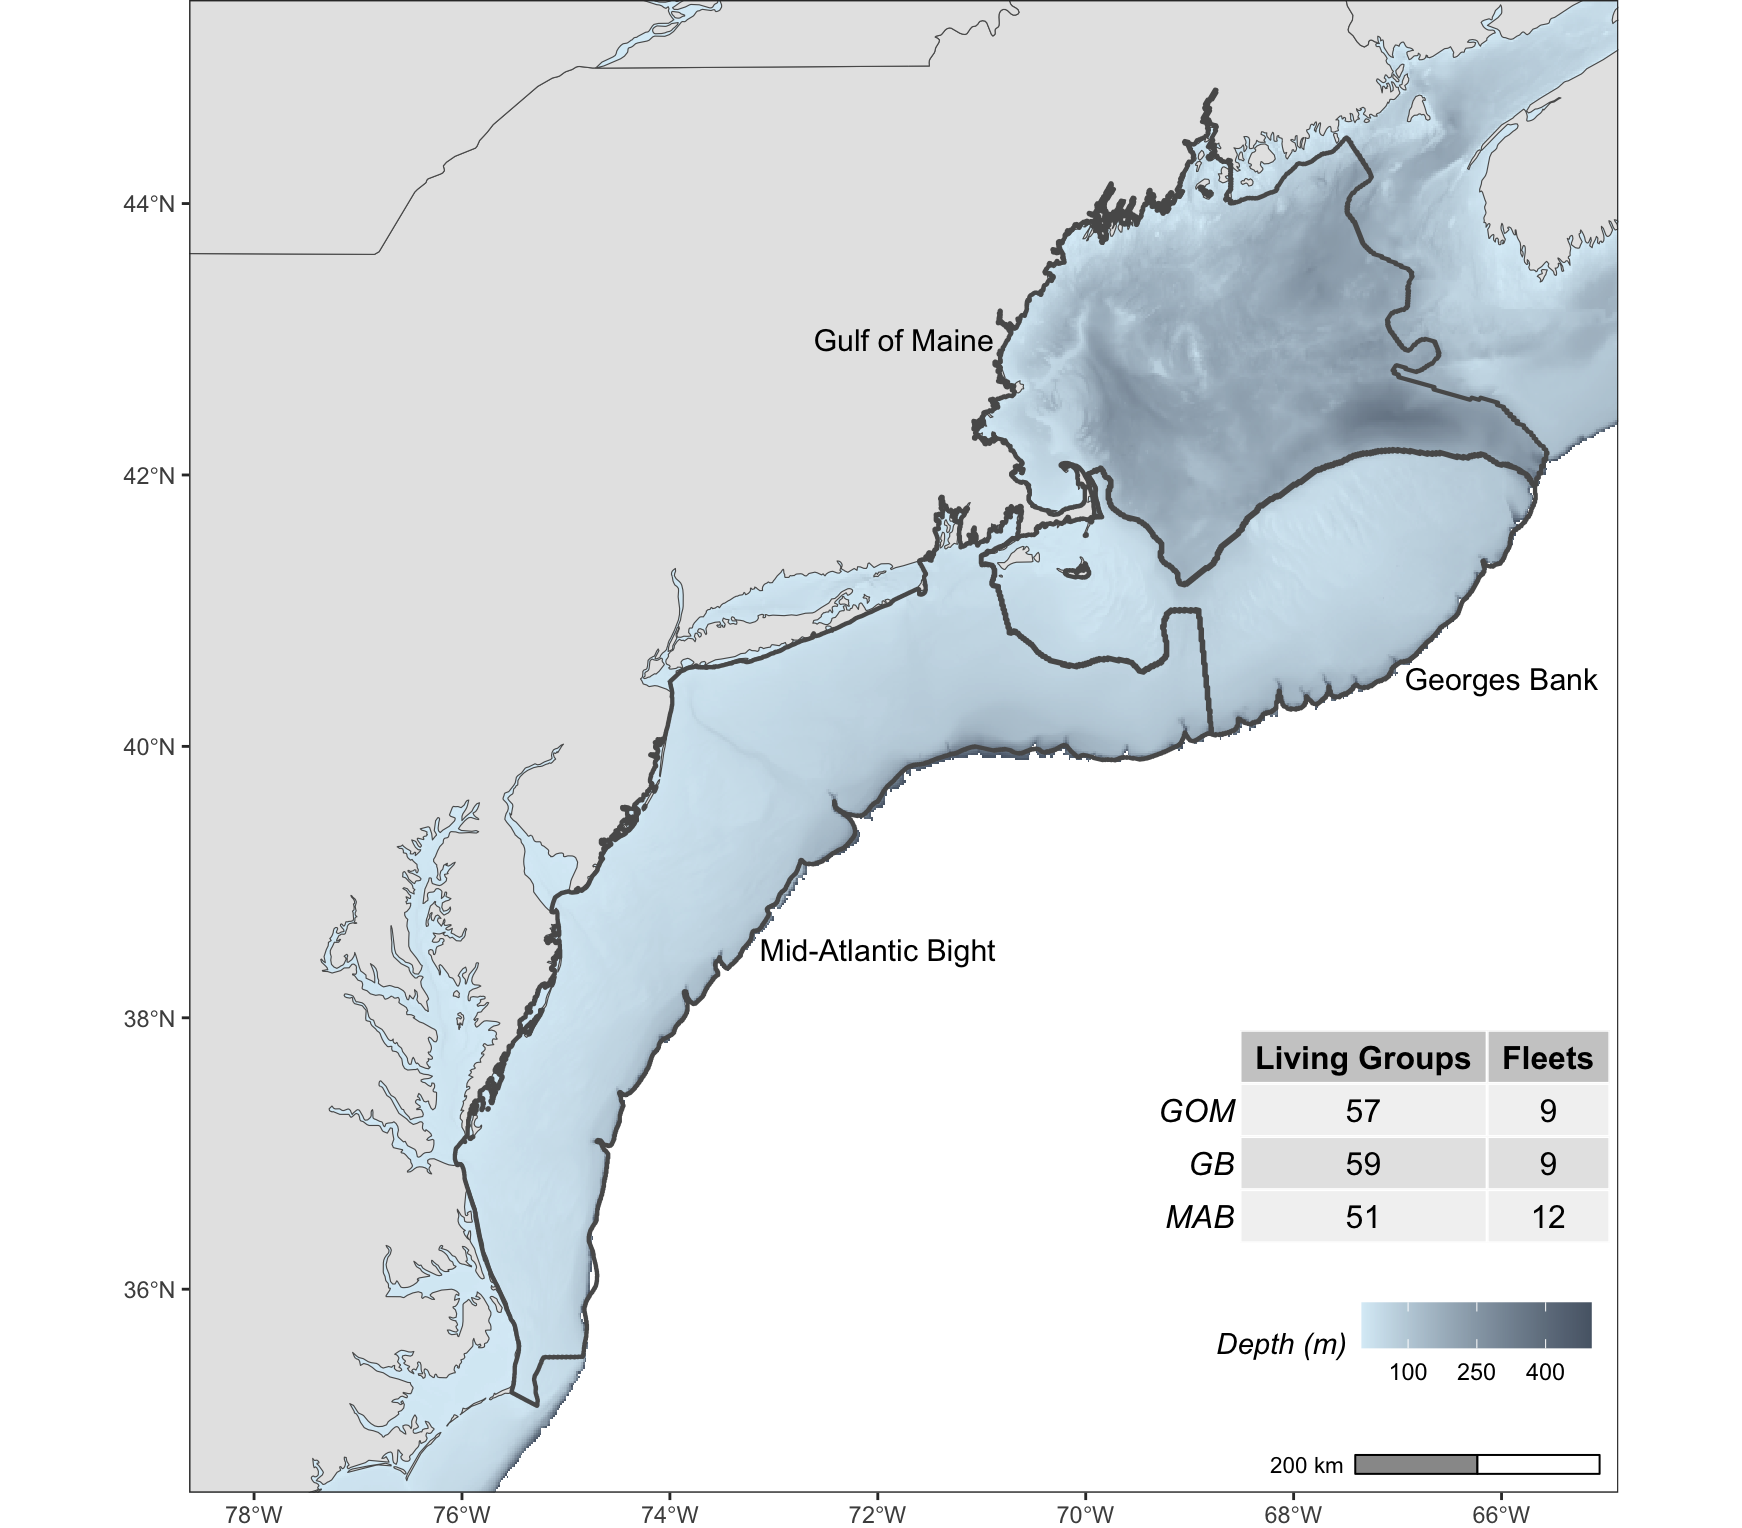 44°N
Gulf of Maine
42°N
Georges Bank
40°N
Mid-Atlantic Bight
38°N
Living Groups Fleets
GOM 57 9
GB 59 9
MAB 51 12
36°N
Depth (m)
100 250 400
200 km
78°W 76°W 74°W 72°W 70°W 68°W 66°W